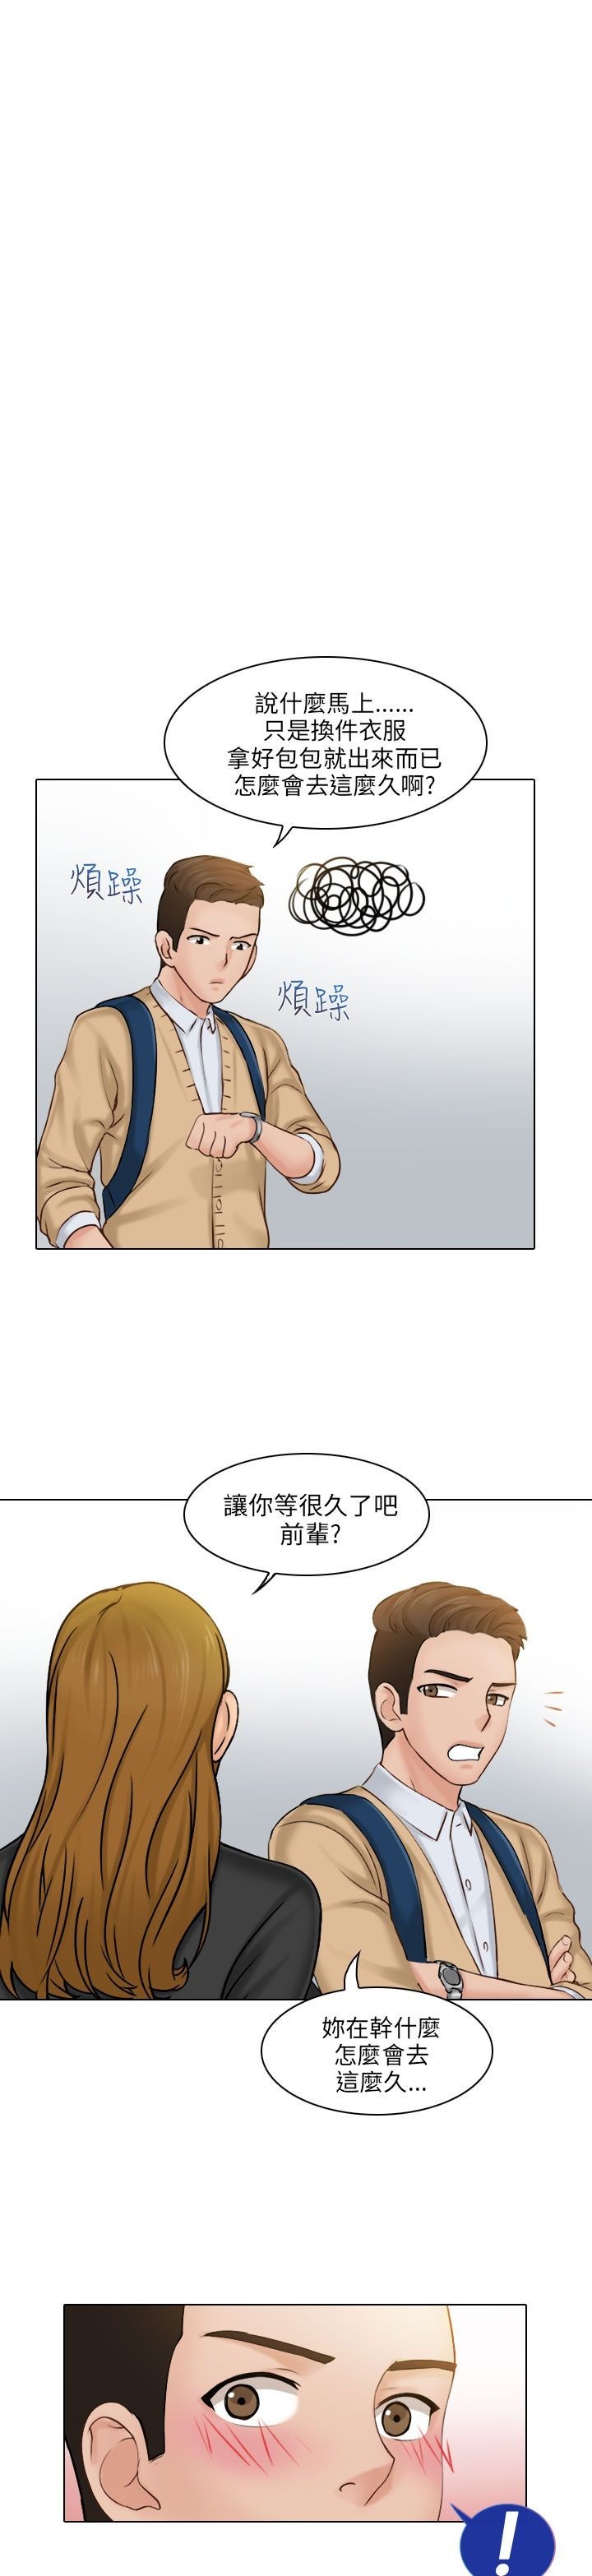 說什麼馬上......
只是換件衣服
拿好包包就出來而已
怎麼會去這麼久啊?
煩躁
煩躁
讓你等很久了吧
前輩?
妳在幹什麼
怎麼會去
這麼久...
!